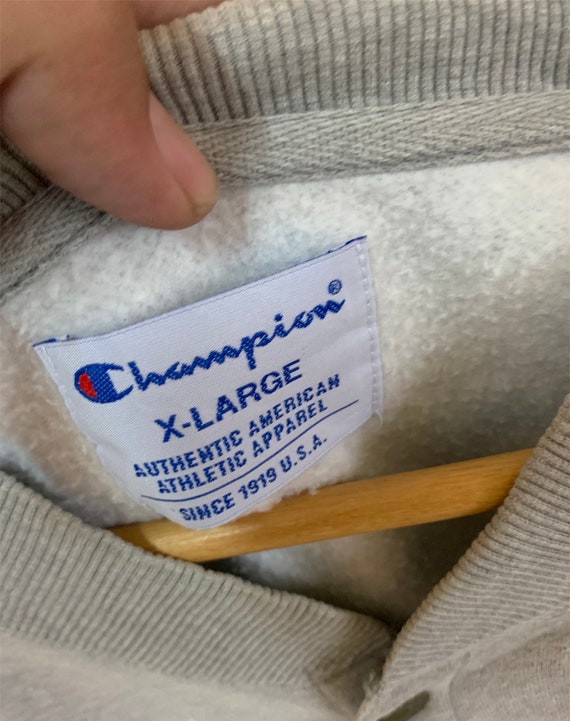 Champion®
X-LARGE
AUTHENTIC AMERICAN
ATHLETIC APPAREL
SINCE 1919 U.S.A.